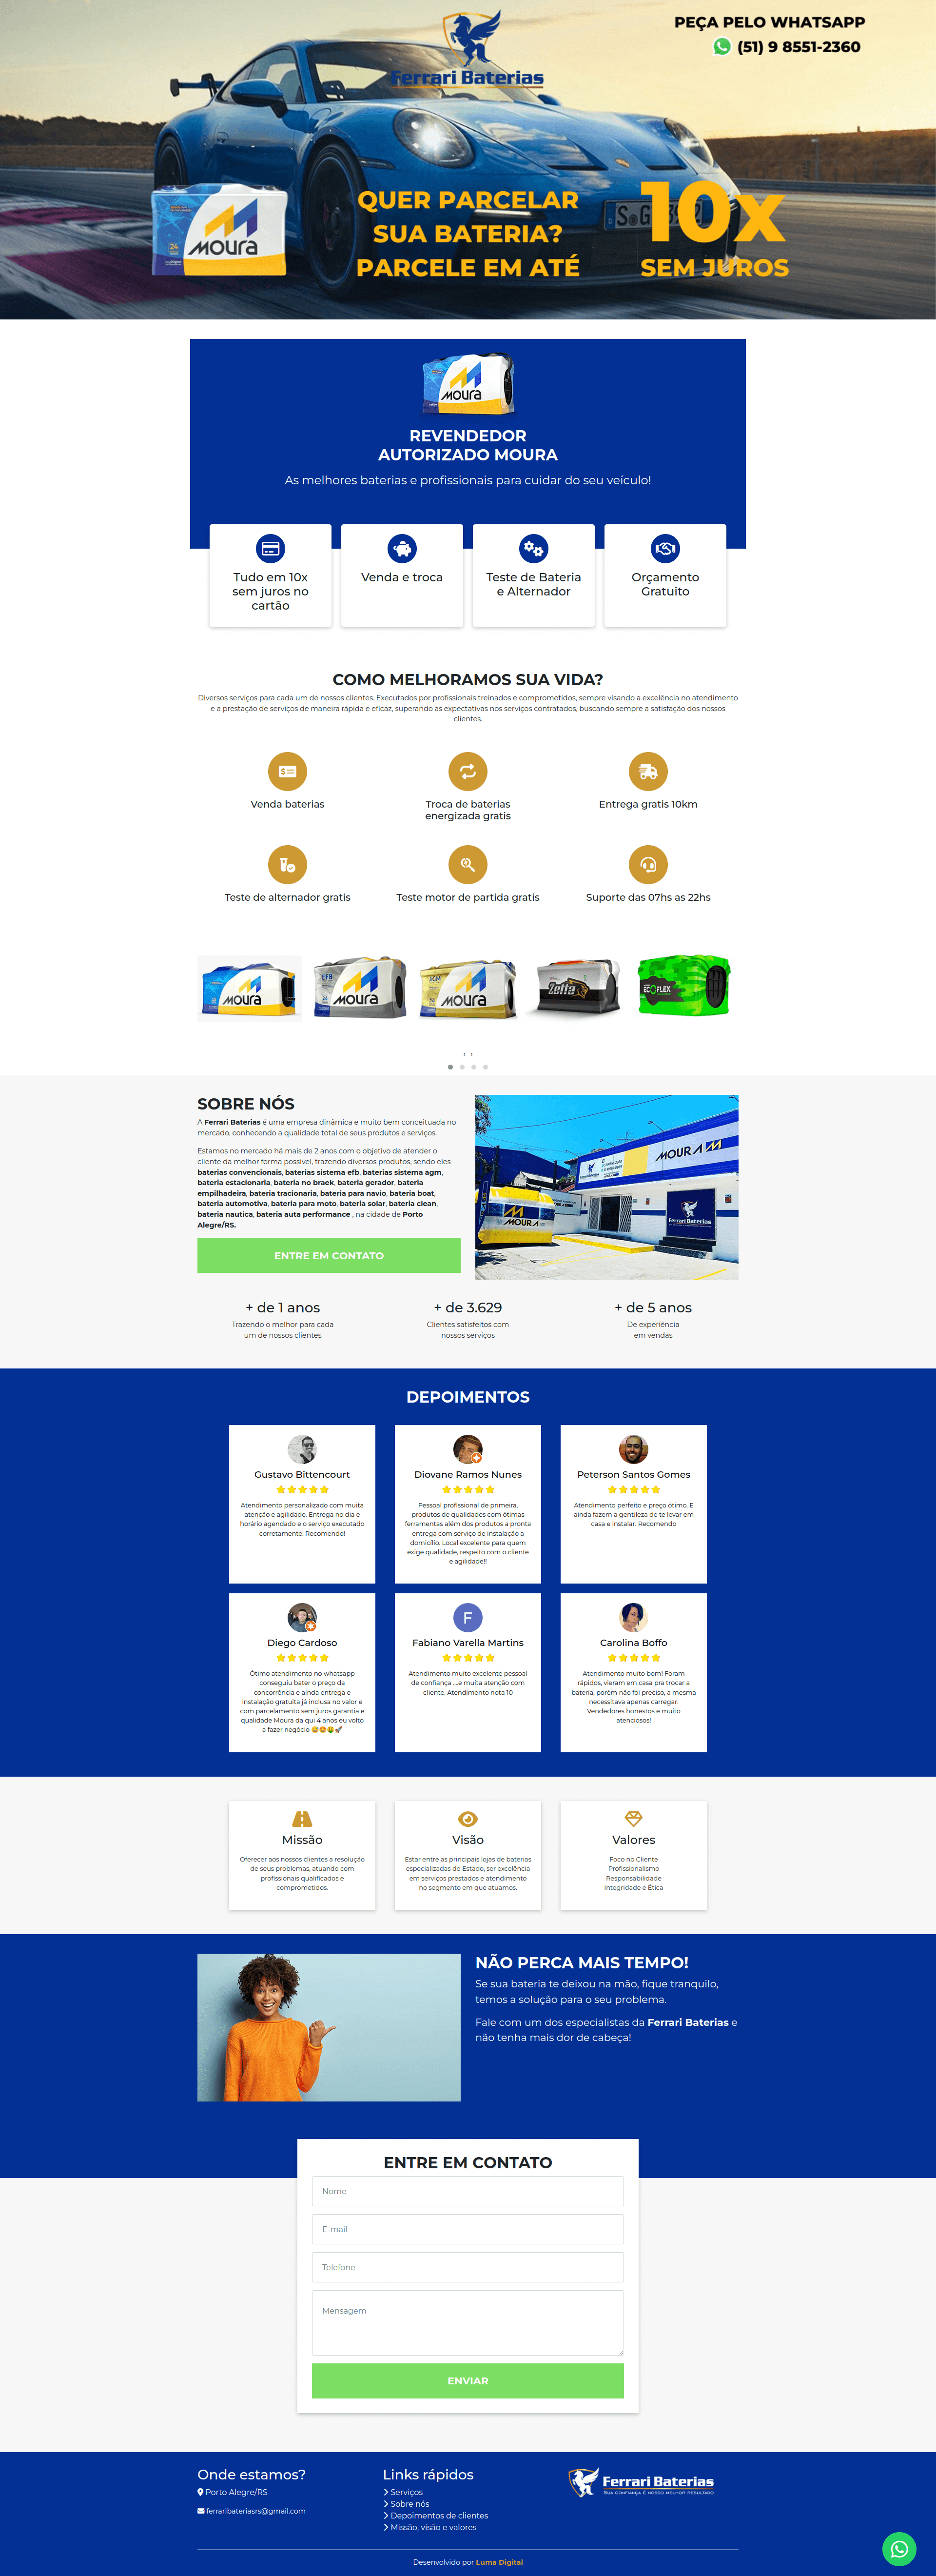 PEÇA PELO WHATSAPP
(51) 9 8551-2360
Ferrari Baterias
QUER PARCELAR
SUA BATERIA?
PARCELE EM ATÉ
10x
SEM JUROS
moura
24
moura
REVENDEDOR
AUTORIZADO MOURA
As melhores baterias e profissionais para cuidar do seu veículo!
Tudo em 10x
sem juros no
cartão
Venda e troca
Teste de Bateria
e Alternador
Orçamento
Gratuito
COMO MELHORAMOS SUA VIDA?
Diversos serviços para cada um de nossos clientes. Executados por profissionais treinados e comprometidos, sempre visando a excelência no atendimento
e a prestação de serviços de maneira rápida e eficaz, superando as expectativas nos serviços contratados, buscando sempre a satisfação dos nossos
clientes.
Venda baterias
Troca de baterias
energizada gratis
Entrega gratis 10km
Teste de alternador gratis
Teste motor de partida gratis
Suporte das 07hs as 22hs
moura
EFB
moura
AGM
moura
Zetta
ECOFLEX
‹ ›
SOBRE NÓS
A Ferrari Baterias é uma empresa dinâmica e muito bem conceituada no
mercado, conhecendo a qualidade total de seus produtos e serviços.
Estamos no mercado há mais de 2 anos com o objetivo de atender o
cliente da melhor forma possível, trazendo diversos produtos, sendo eles
baterias convencionais, baterias sistema efb, baterias sistema agm,
bateria estacionaria, bateria no braek, bateria gerador, bateria
empilhadeira, bateria tracionaria, bateria para navio, bateria boat,
bateria automotiva, bateria para moto, bateria solar, bateria clean,
bateria nautica, bateria auta performance , na cidade de Porto
Alegre/RS.
ENTRE EM CONTATO
MOURA
MOURA
Ferrari Baterias
+ de 1 anos
Trazendo o melhor para cada
um de nossos clientes
+ de 3.629
Clientes satisfeitos com
nossos serviços
+ de 5 anos
De experiência
em vendas
DEPOIMENTOS
Gustavo Bittencourt
Atendimento personalizado com muita
atenção e agilidade. Entrega no dia e
horário agendado e o serviço executado
corretamente. Recomendo!
Diovane Ramos Nunes
Pessoal profissional de primeira,
produtos de qualidades com ótimas
ferramentas além dos produtos a pronta
entrega com serviço de instalação a
domicílio. Local excelente para quem
exige qualidade, respeito com o cliente
e agilidade!!
Peterson Santos Gomes
Atendimento perfeito e preço ótimo. E
ainda fazem a gentileza de te levar em
casa e instalar. Recomendo
Diego Cardoso
Ótimo atendimento no whatsapp
conseguiu bater o preço da
concorrência e ainda entrega e
instalação gratuita já inclusa no valor e
com parcelamento sem juros garantia e
qualidade Moura da qui 4 anos eu volto
a fazer negócio 😅🤩🤑🚀
F
Fabiano Varella Martins
Atendimento muito excelente pessoal
de confiança ...e muita atenção com
cliente. Atendimento nota 10
Carolina Boffo
Atendimento muito bom! Foram
rápidos, vieram em casa pra trocar a
bateria, porém não foi preciso, a mesma
necessitava apenas carregar.
Vendedores honestos e muito
atenciosos!
Missão
Oferecer aos nossos clientes a resolução
de seus problemas, atuando com
profissionais qualificados e
comprometidos.
Visão
Estar entre as principais lojas de baterias
especializadas do Estado, ser excelência
em serviços prestados e atendimento
no segmento em que atuamos.
Valores
Foco no Cliente
Profissionalismo
Responsabilidade
Integridade e Ética
NÃO PERCA MAIS TEMPO!
Se sua bateria te deixou na mão, fique tranquilo,
temos a solução para o seu problema.
Fale com um dos especialistas da Ferrari Baterias e
não tenha mais dor de cabeça!
ENTRE EM CONTATO
Nome
E-mail
Telefone
Mensagem
ENVIAR
Onde estamos?
Porto Alegre/RS
ferraribateriasrs@gmail.com
Links rápidos
Serviços
Sobre nós
Depoimentos de clientes
Missão, visão e valores
Ferrari Baterias
SUA CONFIANÇA É NOSSO MELHOR RESULTADO
Desenvolvido por Luma Digital